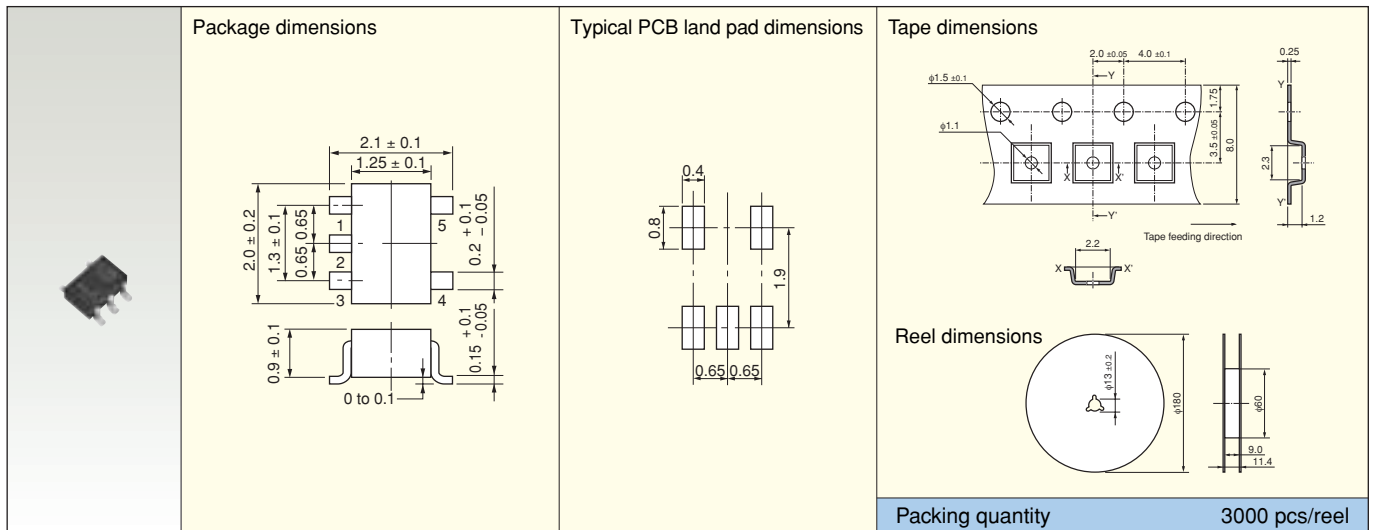 Package dimensions
2.1 ± 0.1
1.25 ± 0.1
2.0 ± 0.2
1.3 ± 0.1
0.65 0.65
1
2
3
5
4
0.2 +0.1 -0.05
0.9 ± 0.1
0.15 +0.1 -0.05
0 to 0.1
Typical PCB land pad dimensions
0.4
0.8
1.9
0.65 0.65
Tape dimensions
2.0 ±0.05
4.0 ±0.1
0.25
Y
Y
ϕ1.5 ±0.1
1.75
ϕ1.1
3.5 ±0.05
8.0
2.3
X X'
Y'
Y'
1.2
Tape feeding direction
2.2
X X'
Reel dimensions
ϕ13 ±0.2
ϕ180
ϕ60
9.0
11.4
Packing quantity 3000 pcs/reel